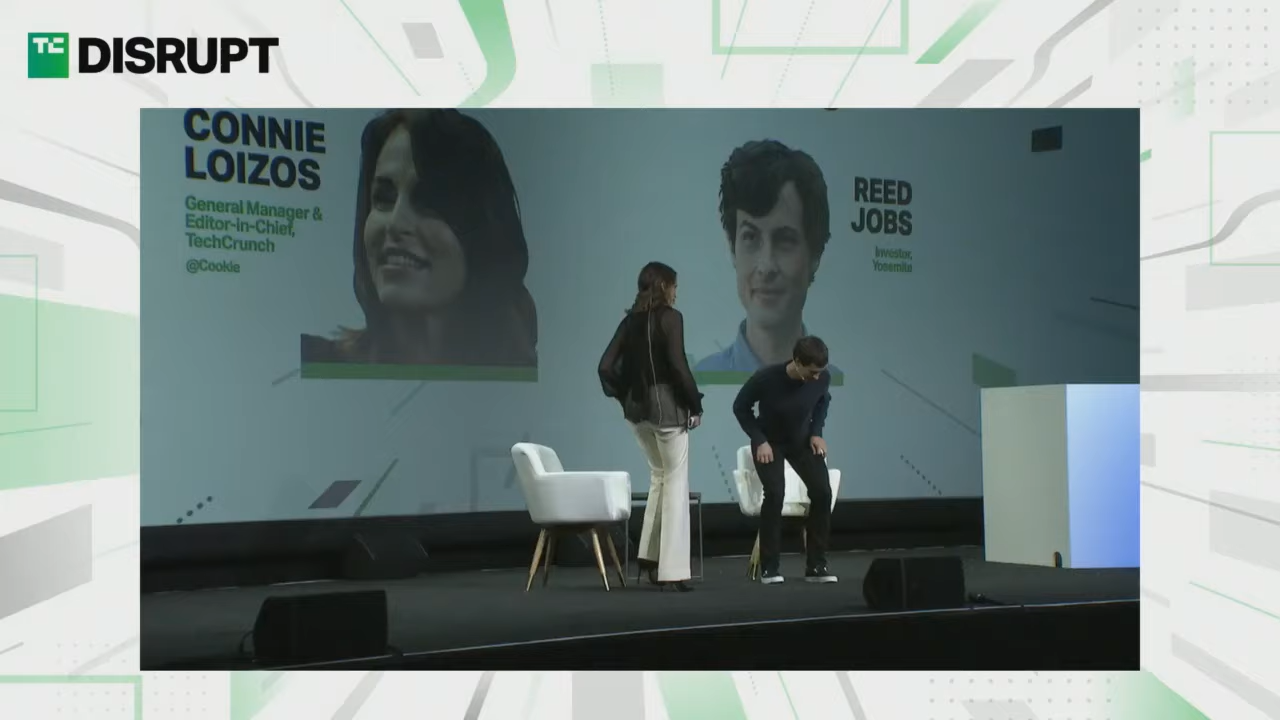 TC DISRUPT
CONNIE
LOIZOS
General Manager &
Editor-in-Chief,
TechCrunch
@Cookie
REED
JOBS
Investor,
Yosemite